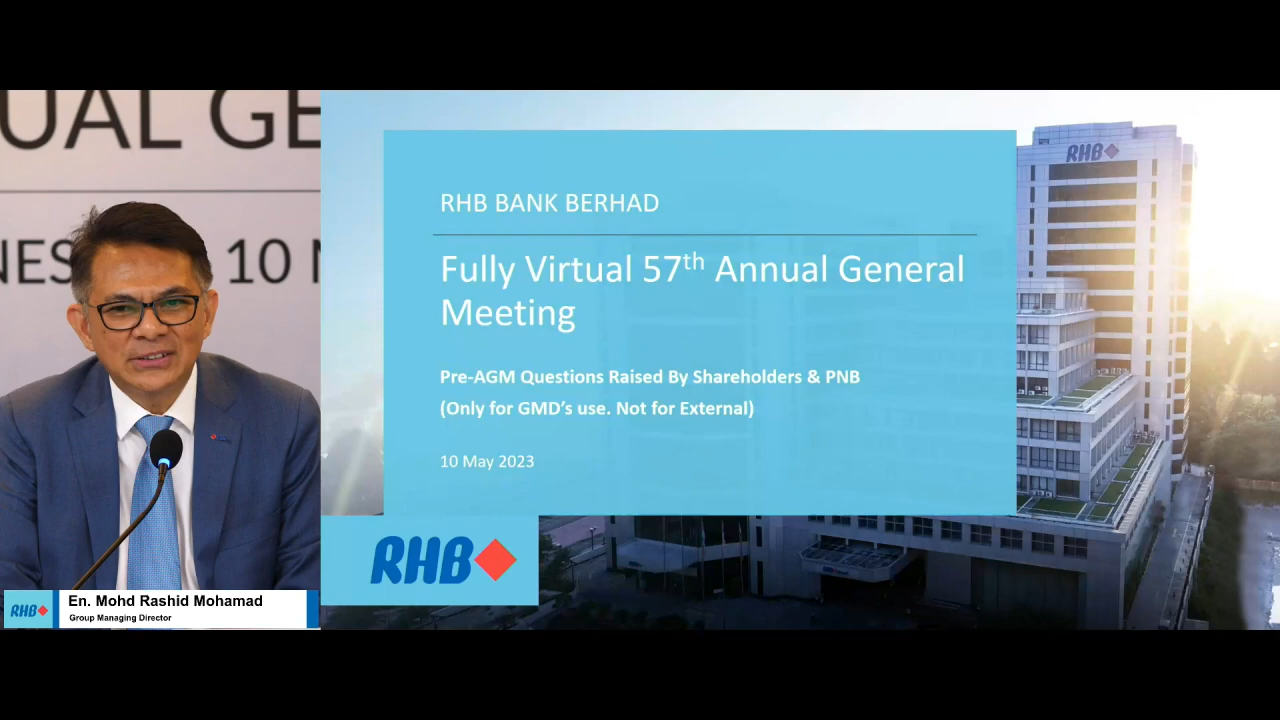 UAL GE
NES
10
RHB
En. Mohd Rashid Mohamad
Group Managing Director
RHB BANK BERHAD
Fully Virtual 57th Annual General
Meeting
Pre-AGM Questions Raised By Shareholders & PNB
(Only for GMD's use. Not for External)
10 May 2023
RHB
RHB